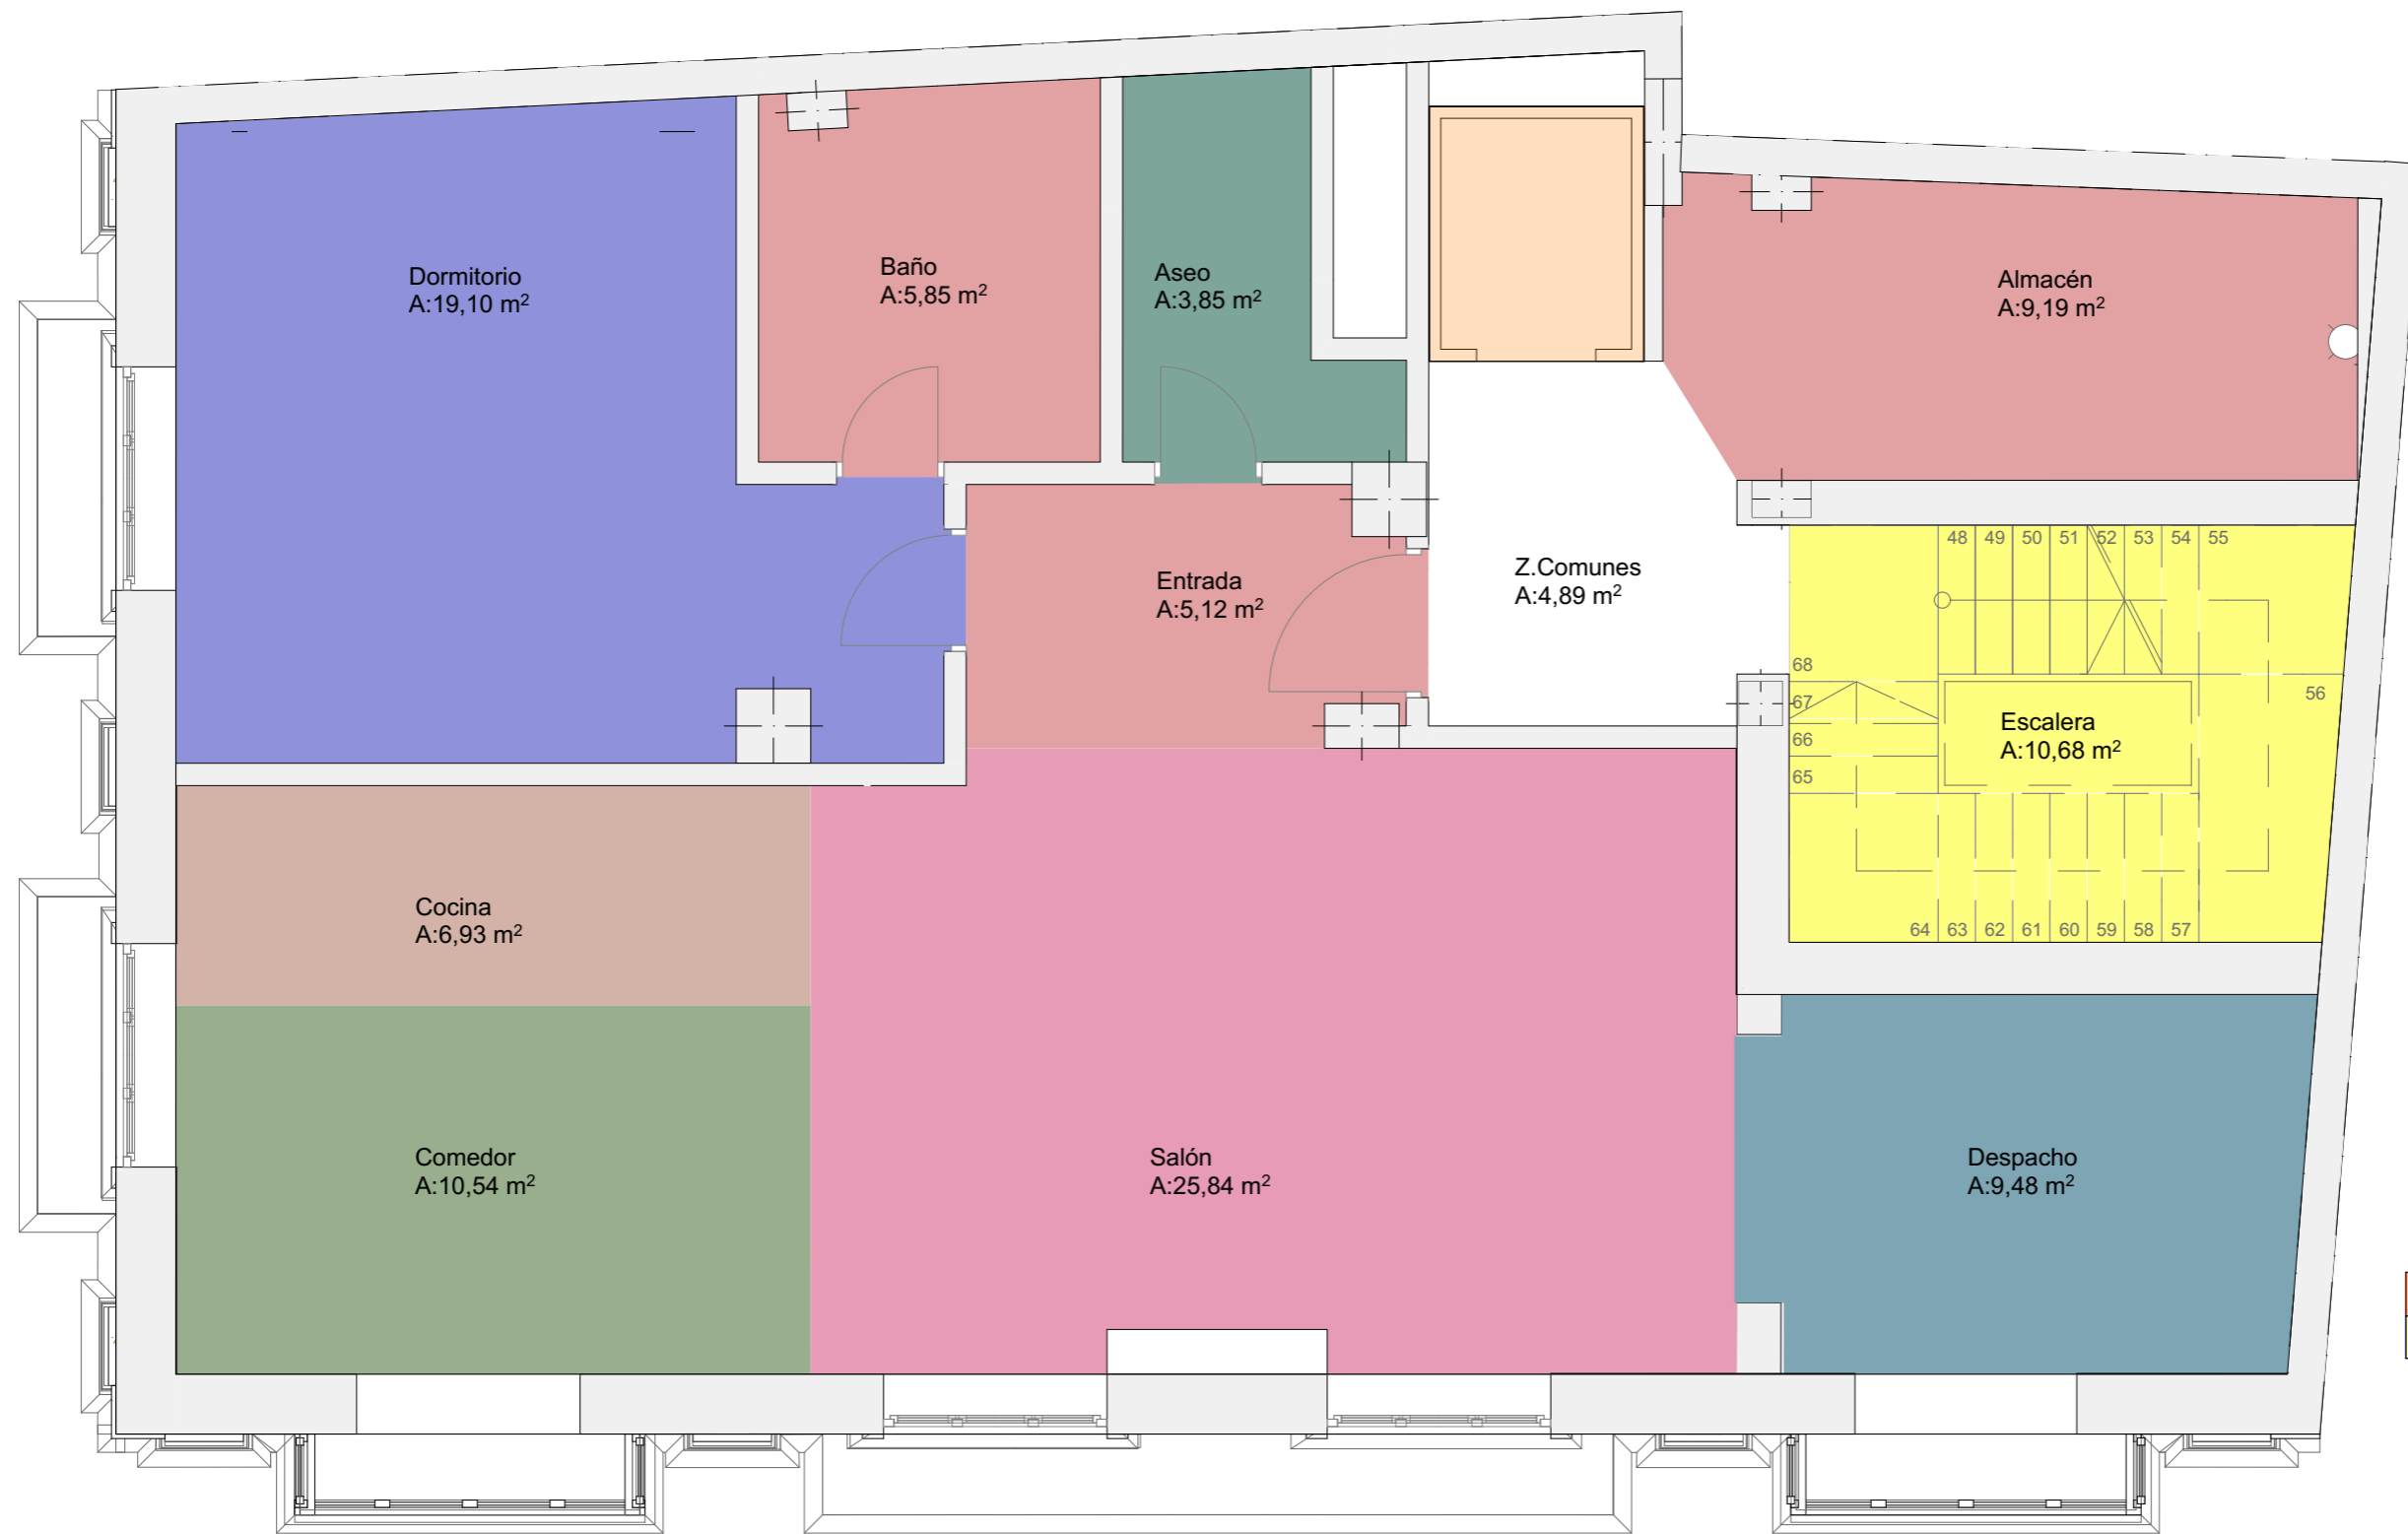 Dormitorio
A:19,10 m²
Baño
A:5,85 m²
Aseo
A:3,85 m²
Almacén
A:9,19 m²
Entrada
A:5,12 m²
Z.Comunes
A:4,89 m²
48 49 50 51 52 53 54 55
68
67
66
65
56
Escalera
A:10,68 m²
64 63 62 61 60 59 58 57
Cocina
A:6,93 m²
Comedor
A:10,54 m²
Salón
A:25,84 m²
Despacho
A:9,48 m²